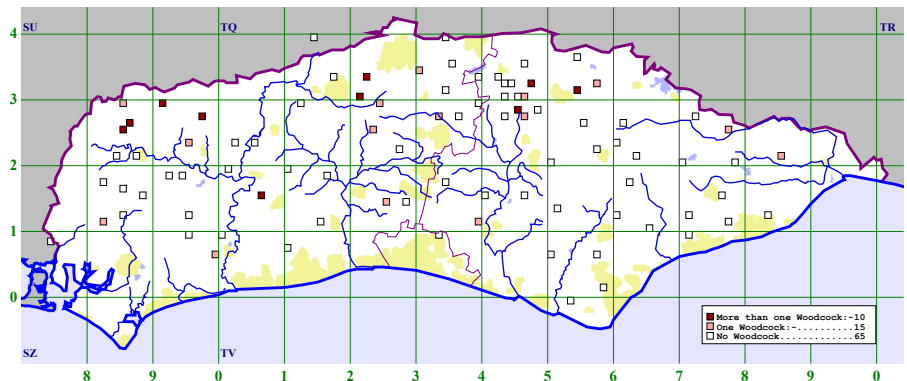 SU TQ TR
4
3
2
1
0
More than one Woodcock:-10
One Woodcock:-..........15
No Woodcock.............65
SZ TV
8 9 0 1 2 3 4 5 6 7 8 9 0